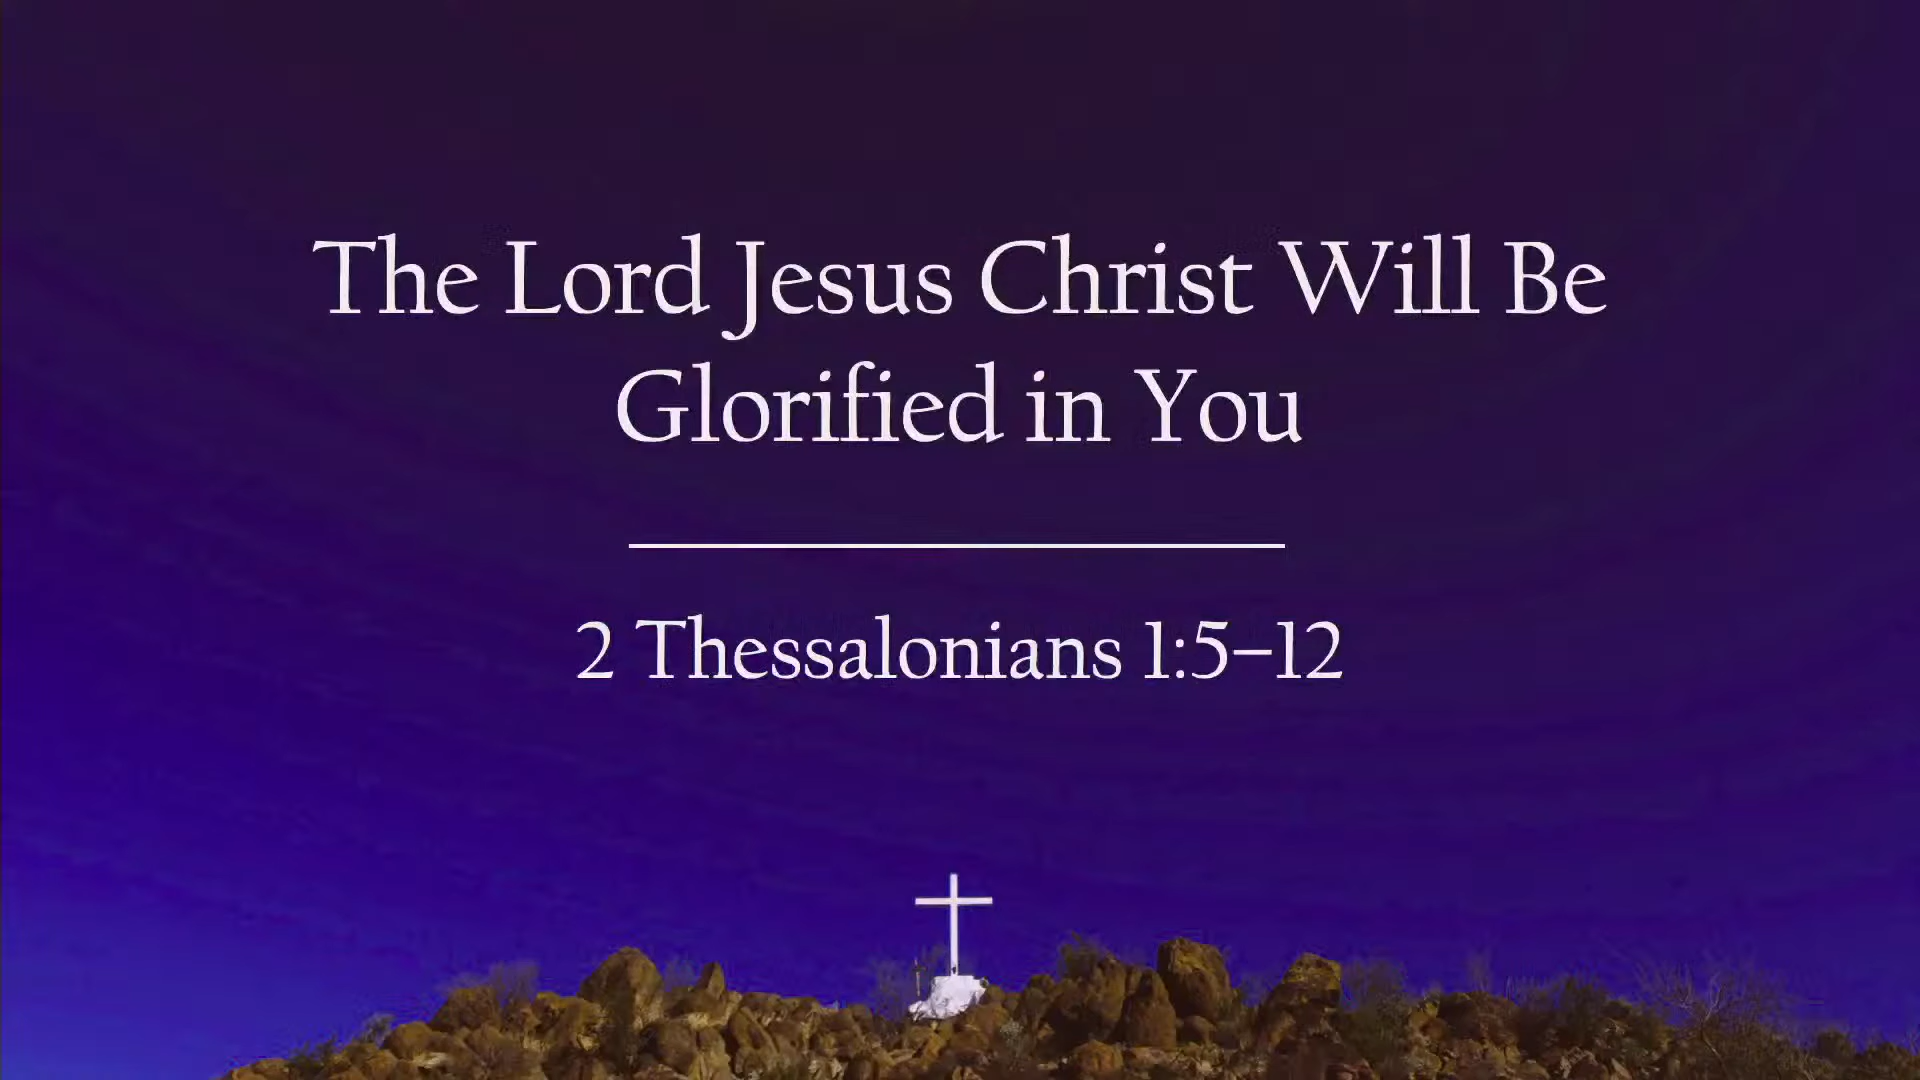 The Lord Jesus Christ Will Be
Glorified in You
2 Thessalonians 1:5–12